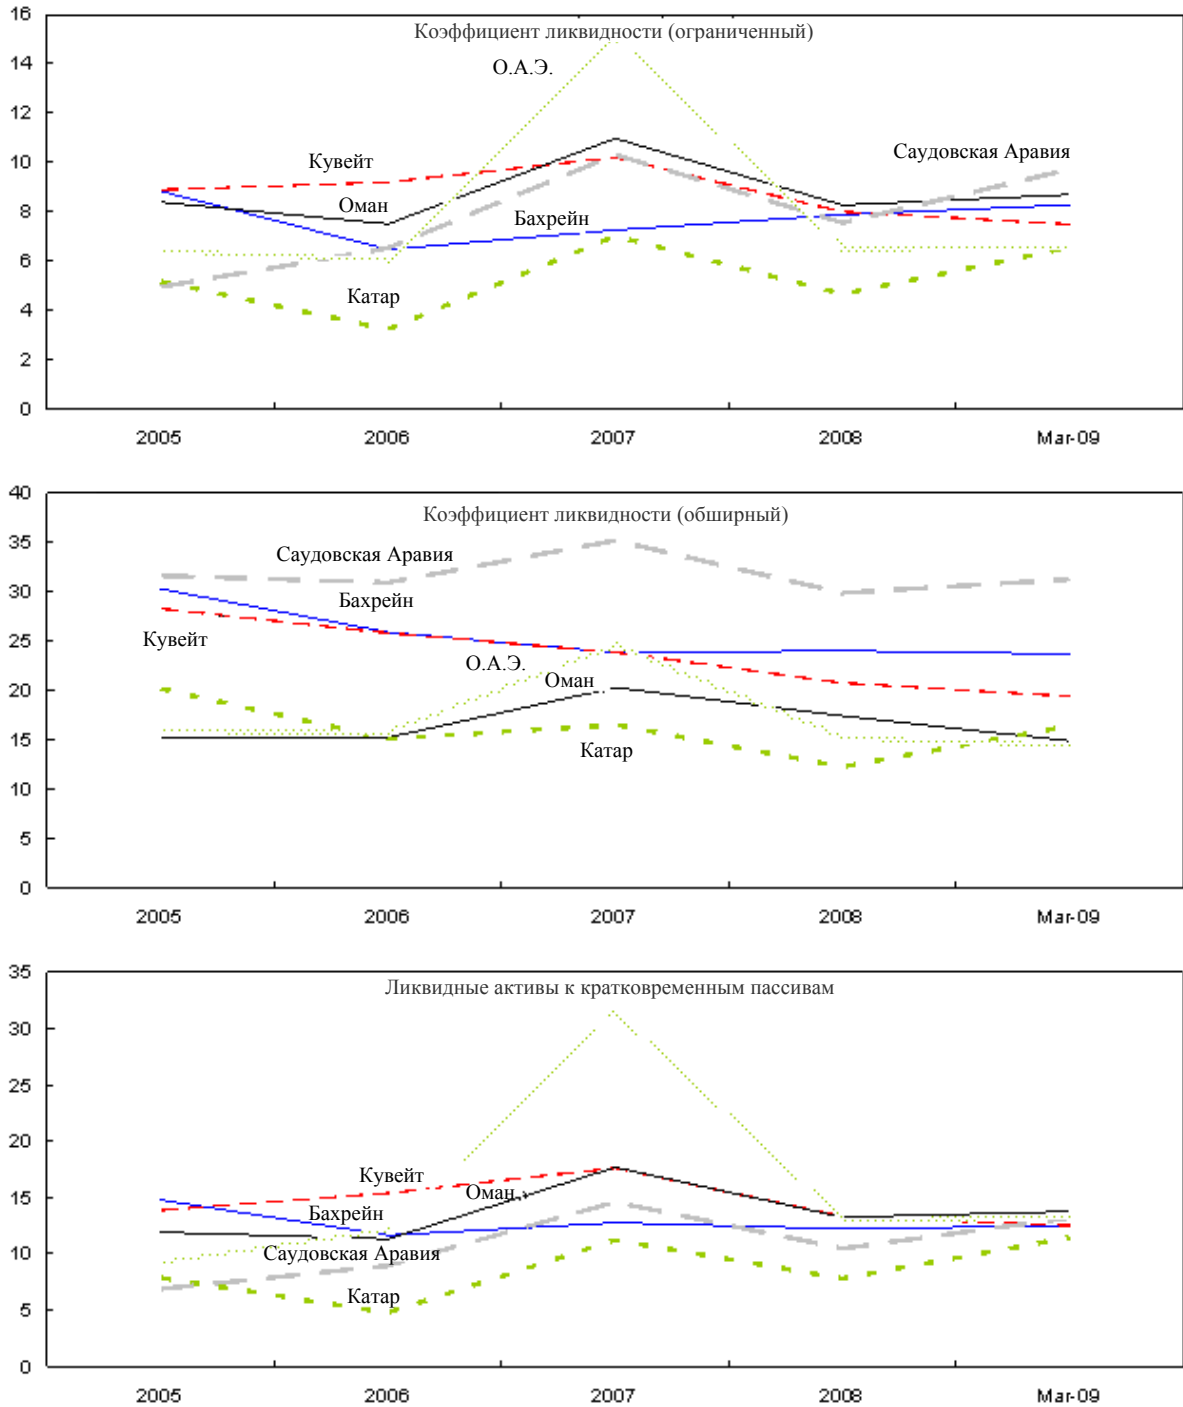 16
Коэффициент ликвидности (ограниченный)
14
О.А.Э.
12
10
Кувейт
Саудовская Аравия
8
Оман
Бахрейн
6
4
Катар
2
0
2005 2006 2007 2008 Mar-09
40
Коэффициент ликвидности (обширный)
35
Саудовская Аравия
30
Бахрейн
25
Кувейт
О.А.Э.
20
Оман
15
Катар
10
5
0
2005 2006 2007 2008 Mar-09
35
Ликвидные активы к кратковременным пассивам
30
25
20
Кувейт
15
Оман
Бахрейн
10
Саудовская Аравия
Катар
5
0
2005 2006 2007 2008 Mar-09